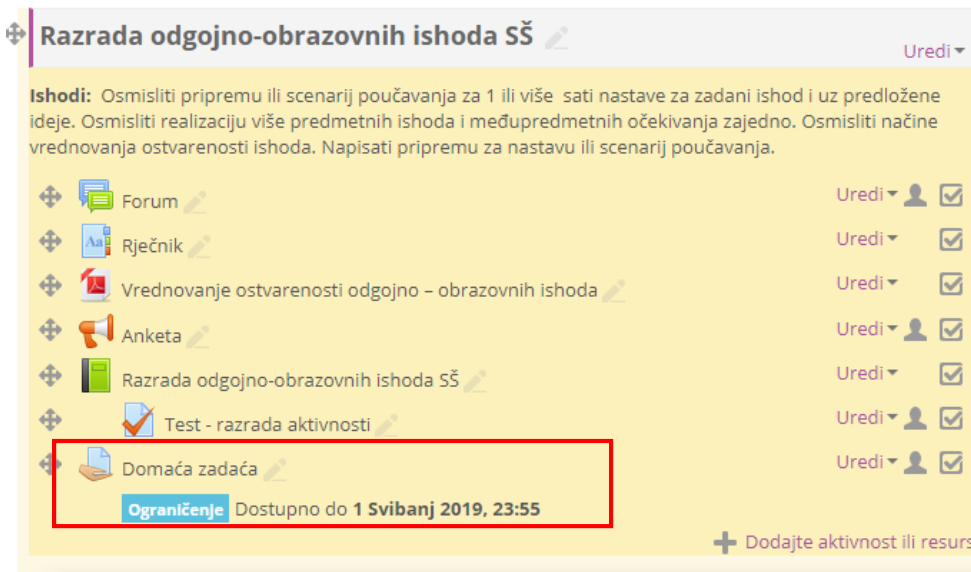 Razrada odgojno-obrazovnih ishoda SŠ
Uredi
Ishodi: Osmisliti pripremu ili scenarij poučavanja za 1 ili više sati nastave za zadani ishod i uz predložene
ideje. Osmisliti realizaciju više predmetnih ishoda i međupredmetnih očekivanja zajedno. Osmisliti načine
vrednovanja ostvarenosti ishoda. Napisati pripremu za nastavu ili scenarij poučavanja.
Forum Uredi
Aa Rječnik Uredi
Vrednovanje ostvarenosti odgojno – obrazovnih ishoda Uredi
Anketa Uredi
Razrada odgojno-obrazovnih ishoda SŠ Uredi
Test - razrada aktivnosti Uredi
Domaća zadaća Uredi
Ograničenje Dostupno do 1 Svibanj 2019, 23:55
Dodajte aktivnost ili resurs